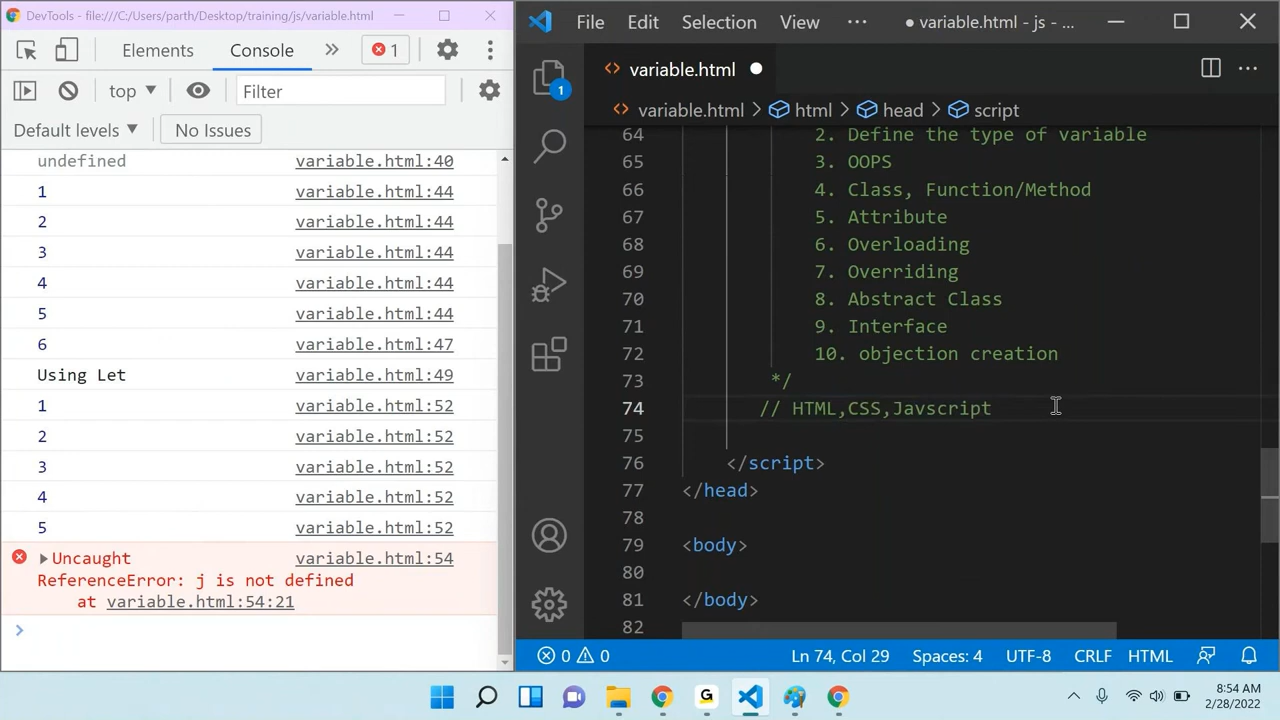 DevTools - file:///C:/Users/parth/Desktop/training/js/variable.html
Elements Console 1
top Filter
Default levels No Issues
undefined variable.html:40
1 variable.html:44
2 variable.html:44
3 variable.html:44
4 variable.html:44
5 variable.html:44
6 variable.html:47
Using Let variable.html:49
1 variable.html:52
2 variable.html:52
3 variable.html:52
4 variable.html:52
5 variable.html:52
Uncaught variable.html:54
ReferenceError: j is not defined
at variable.html:54:21
>
File Edit Selection View ··· ● variable.html - js - ...
variable.html
1
variable.html > html > head > script
64 2. Define the type of variable
65 3. OOPS
66 4. Class, Function/Method
67 5. Attribute
68 6. Overloading
69 7. Overriding
70 8. Abstract Class
71 9. Interface
72 10. objection creation
73 */
74 // HTML,CSS,Javscript
75
76 </script>
77 </head>
78
79 <body>
80
81 </body>
82
0 0 Ln 74, Col 29 Spaces: 4 UTF-8 CRLF HTML
8:54 AM
2/28/2022